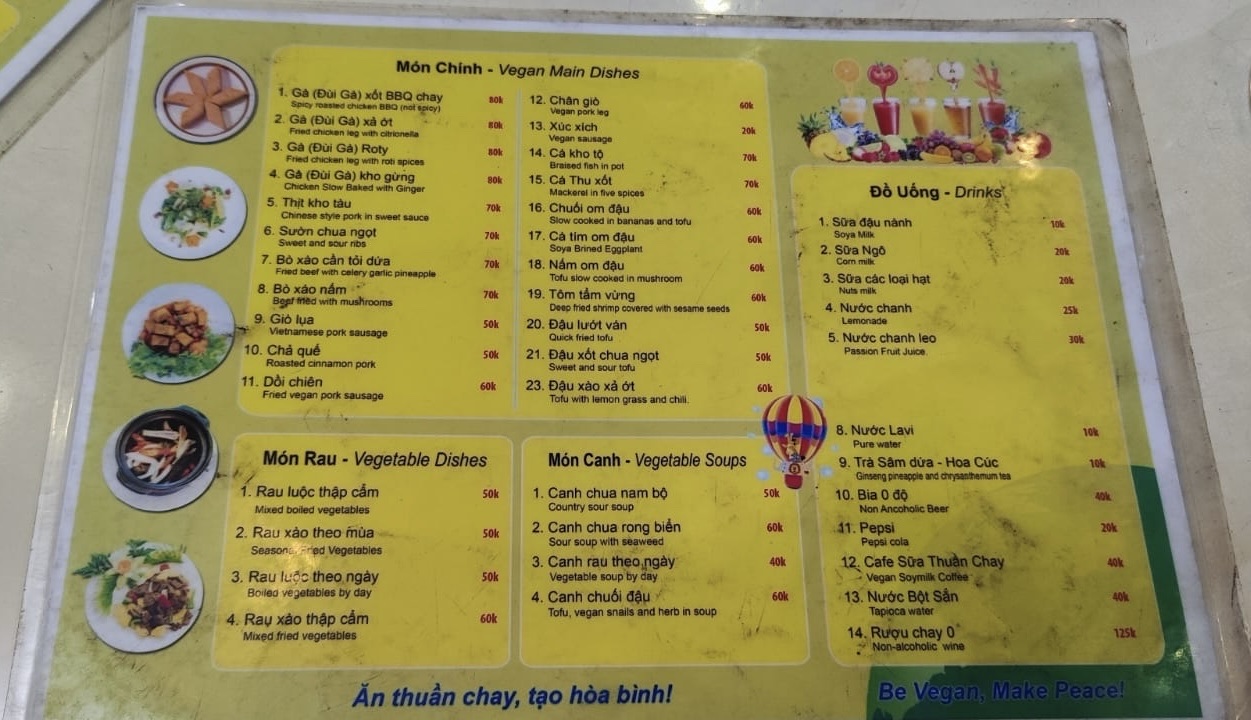 Món Chính - Vegan Main Dishes
1. Gà (Đùi Gà) xốt BBQ chay 80k
Spicy roasted chicken BBQ (not spicy)
2. Gà (Đùi Gà) xả ớt 80k
Fried chicken leg with citrionella
3. Gà (Đùi Gà) Roty 80k
Fried chicken leg with roti spices
4. Gà (Đùi Gà) kho gừng 80k
Chicken Slow Baked with Ginger
5. Thịt kho tàu 70k
Chinese style pork in sweet sauce
6. Sườn chua ngọt 70k
Sweet and sour ribs
7. Bò xào cần tỏi dứa 70k
Fried beef with celery garlic pineapple
8. Bò xào nấm 70k
Beef fried with mushrooms
9. Giò lụa 50k
Vietnamese pork sausage
10. Chả quế 50k
Roasted cinnamon pork
11. Dồi chiên 60k
Fried vegan pork sausage
12. Chân giò 60k
Vegan pork leg
13. Xúc xích 20k
Vegan sausage
14. Cá kho tộ 70k
Braised fish in pot
15. Cá Thu xốt 70k
Mackerel in five spices
16. Chuối om đậu 60k
Slow cooked in bananas and tofu
17. Cà tím om đậu 60k
Soya Brined Eggplant
18. Nấm om đậu 60k
Tofu slow cooked in mushroom
19. Tôm tẩm vừng 60k
Deep fried shrimp covered with sesame seeds
20. Đậu lướt ván 50k
Quick fried tofu
21. Đậu xốt chua ngọt 50k
Sweet and sour tofu
23. Đậu xào xả ớt 60k
Tofu with lemon grass and chili.
Đồ Uống - Drinks
1. Sữa đậu nành 10k
Soya Milk
2. Sữa Ngô 20k
Corn milk
3. Sữa các loại hạt 20k
Nuts milk
4. Nước chanh 25k
Lemonade
5. Nước chanh leo 30k
Passion Fruit Juice
8. Nước Lavi 10k
Pure water
9. Trà Sâm dứa - Hoa Cúc 10k
Ginseng pineapple and chrysasthemum tea
10. Bia 0 độ 40k
Non Ancoholic Beer
11. Pepsi 20k
Pepsi cola
12. Cafe Sữa Thuần Chay 40k
Vegan Soymilk Coffee
13. Nước Bột Sắn 40k
Tapioca water
14. Rượu chay 0° 125k
Non-alcoholic wine
Món Rau - Vegetable Dishes
1. Rau luộc thập cẩm 50k
Mixed boiled vegetables
2. Rau xào theo mùa 50k
Seasonal Fried Vegetables
3. Rau luộc theo ngày 50k
Boiled vegetables by day
4. Rau xào thập cẩm 60k
Mixed fried vegetables
Món Canh - Vegetable Soups
1. Canh chua nam bộ 50k
Country sour soup
2. Canh chua rong biển 60k
Sour soup with seaweed
3. Canh rau theo ngày 40k
Vegetable soup by day
4. Canh chuối đậu 60k
Tofu, vegan snails and herb in soup
Ăn thuần chay, tạo hòa bình!
Be Vegan, Make Peace!